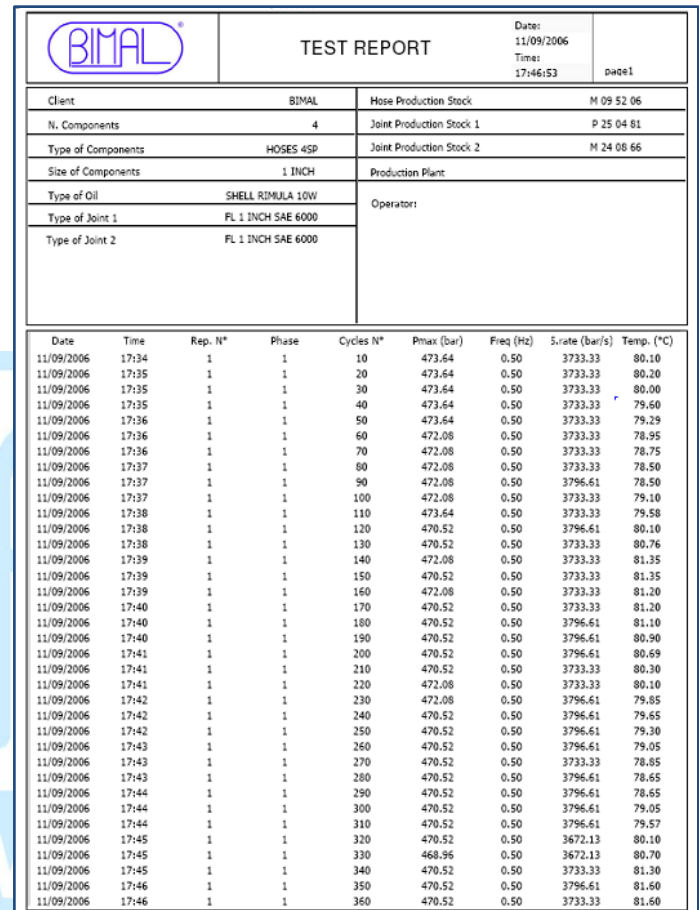 BIMAL
TEST REPORT
Date:
11/09/2006
Time:
17:46:53 page1
Client BIMAL
N. Components 4
Type of Components HOSES 4SP
Size of Components 1 INCH
Type of Oil SHELL RIMULA 10W
Type of Joint 1 FL 1 INCH SAE 6000
Type of Joint 2 FL 1 INCH SAE 6000
Hose Production Stock M 09 52 06
Joint Production Stock 1 P 25 04 81
Joint Production Stock 2 M 24 08 66
Production Plant
Operator:
Date Time Rep. N° Phase Cycles N° Pmax (bar) Freq (Hz) S.rate (bar/s) Temp. (°C)
11/09/2006 17:34 1 1 10 473.64 0.50 3733.33 80.10
11/09/2006 17:35 1 1 20 473.64 0.50 3733.33 80.20
11/09/2006 17:35 1 1 30 473.64 0.50 3733.33 80.00
11/09/2006 17:35 1 1 40 473.64 0.50 3733.33 79.60
11/09/2006 17:36 1 1 50 473.64 0.50 3733.33 79.29
11/09/2006 17:36 1 1 60 472.08 0.50 3733.33 78.95
11/09/2006 17:36 1 1 70 472.08 0.50 3733.33 78.75
11/09/2006 17:37 1 1 80 472.08 0.50 3733.33 78.50
11/09/2006 17:37 1 1 90 472.08 0.50 3796.61 78.50
11/09/2006 17:37 1 1 100 472.08 0.50 3733.33 79.10
11/09/2006 17:38 1 1 110 473.64 0.50 3733.33 79.58
11/09/2006 17:38 1 1 120 470.52 0.50 3796.61 80.10
11/09/2006 17:38 1 1 130 470.52 0.50 3733.33 80.76
11/09/2006 17:39 1 1 140 472.08 0.50 3733.33 81.35
11/09/2006 17:39 1 1 150 470.52 0.50 3733.33 81.35
11/09/2006 17:39 1 1 160 472.08 0.50 3733.33 81.20
11/09/2006 17:40 1 1 170 470.52 0.50 3733.33 81.20
11/09/2006 17:40 1 1 180 470.52 0.50 3796.61 81.10
11/09/2006 17:40 1 1 190 470.52 0.50 3796.61 80.90
11/09/2006 17:41 1 1 200 470.52 0.50 3796.61 80.69
11/09/2006 17:41 1 1 210 470.52 0.50 3733.33 80.30
11/09/2006 17:41 1 1 220 472.08 0.50 3733.33 80.10
11/09/2006 17:42 1 1 230 472.08 0.50 3796.61 79.85
11/09/2006 17:42 1 1 240 470.52 0.50 3796.61 79.65
11/09/2006 17:42 1 1 250 470.52 0.50 3796.61 79.30
11/09/2006 17:43 1 1 260 470.52 0.50 3796.61 79.05
11/09/2006 17:43 1 1 270 470.52 0.50 3733.33 78.85
11/09/2006 17:43 1 1 280 470.52 0.50 3796.61 78.65
11/09/2006 17:44 1 1 290 470.52 0.50 3796.61 78.65
11/09/2006 17:44 1 1 300 470.52 0.50 3796.61 79.05
11/09/2006 17:44 1 1 310 470.52 0.50 3796.61 79.57
11/09/2006 17:45 1 1 320 470.52 0.50 3672.13 80.10
11/09/2006 17:45 1 1 330 468.96 0.50 3672.13 80.70
11/09/2006 17:45 1 1 340 470.52 0.50 3733.33 81.30
11/09/2006 17:46 1 1 350 470.52 0.50 3796.61 81.60
11/09/2006 17:46 1 1 360 470.52 0.50 3733.33 81.60